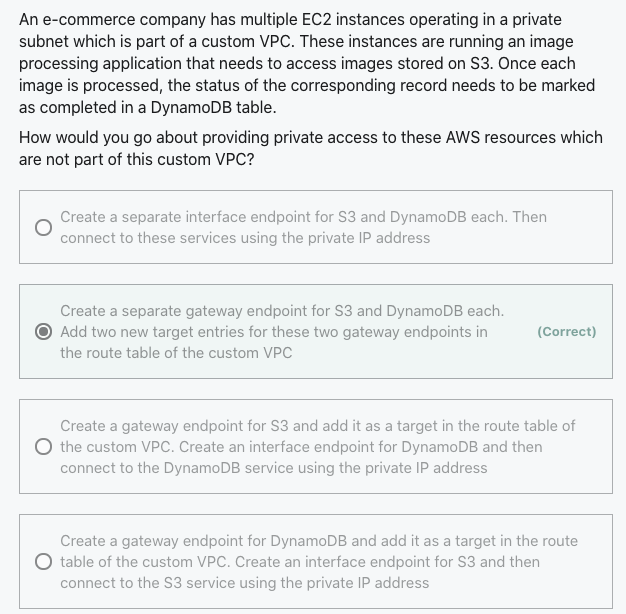 An e-commerce company has multiple EC2 instances operating in a private
subnet which is part of a custom VPC. These instances are running an image
processing application that needs to access images stored on S3. Once each
image is processed, the status of the corresponding record needs to be marked
as completed in a DynamoDB table.
How would you go about providing private access to these AWS resources which
are not part of this custom VPC?
Create a separate interface endpoint for S3 and DynamoDB each. Then
connect to these services using the private IP address
Create a separate gateway endpoint for S3 and DynamoDB each.
Add two new target entries for these two gateway endpoints in
the route table of the custom VPC
(Correct)
Create a gateway endpoint for S3 and add it as a target in the route table of
the custom VPC. Create an interface endpoint for DynamoDB and then
connect to the DynamoDB service using the private IP address
Create a gateway endpoint for DynamoDB and add it as a target in the route
table of the custom VPC. Create an interface endpoint for S3 and then
connect to the S3 service using the private IP address